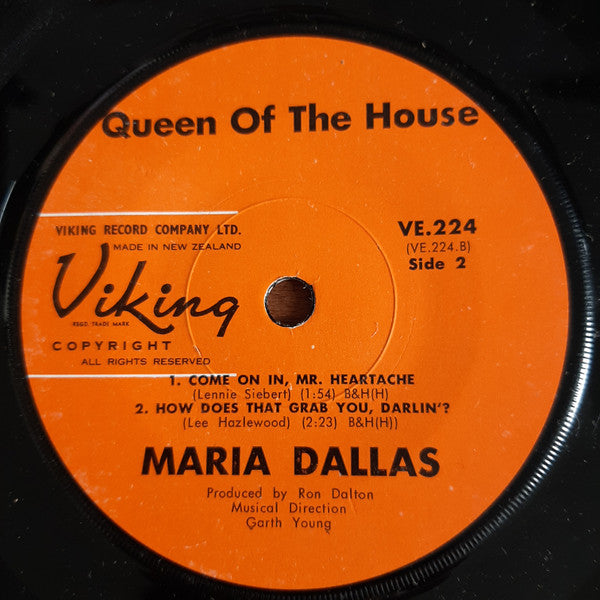 Queen Of The House
VIKING RECORD COMPANY LTD.
MADE IN NEW ZEALAND
Viking
REGD. TRADE MARK
COPYRIGHT
ALL RIGHTS RESERVED
VE.224
(VE.224.B)
Side 2
1. COME ON IN, MR. HEARTACHE
(Lennie Siebert) (1:54) B&H(H)
2. HOW DOES THAT GRAB YOU, DARLIN'?
(Lee Hazlewood) (2:23) B&H(H))
MARIA DALLAS
Produced by Ron Dalton
Musical Direction
Garth Young